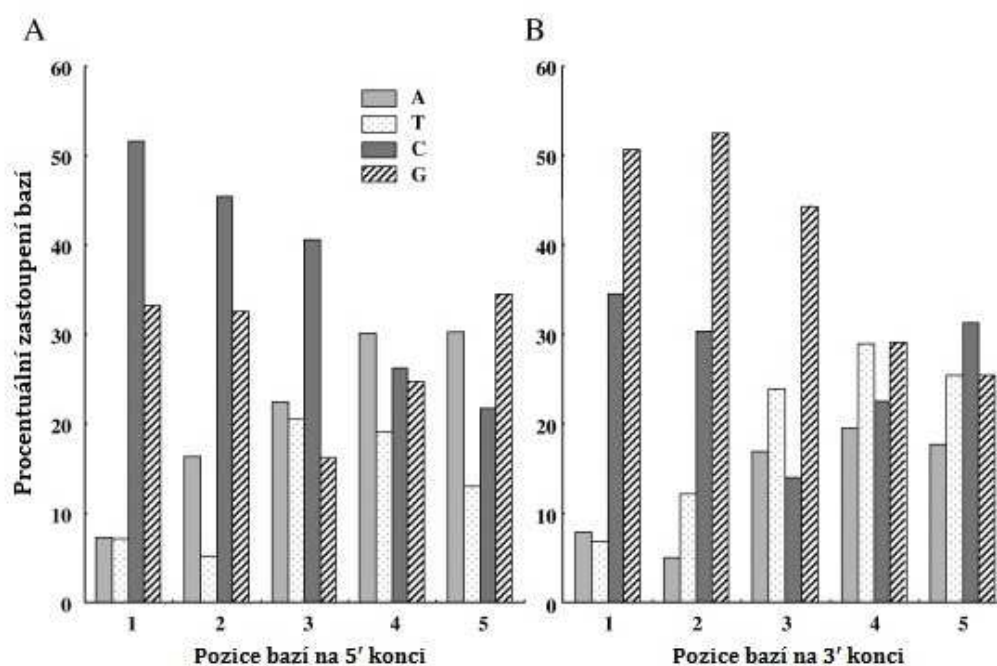 A
B
60
50
40
30
20
10
0
Procentuální zastoupení bazí
A
T
C
G
1 2 3 4 5
Pozice bazí na 5′ konci
60
50
40
30
20
10
0
1 2 3 4 5
Pozice bazí na 3′ konci